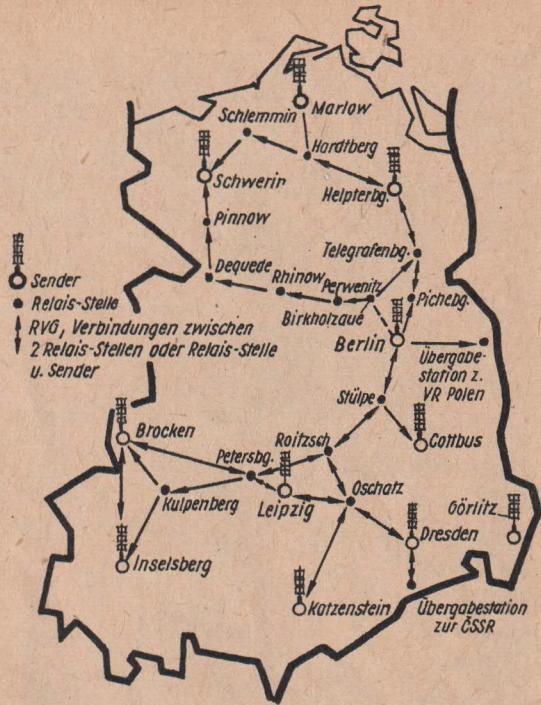 Schlemmin
Marlow
Hardtberg
Schwerin
Helpterbg.
Pinnow
Telegrafenbg.
Dequede
Rhinow
Perwenitz
Birkholzaue
Pichebg.
Berlin
Übergabe-
station z.
VR Polen
Sender
Relais-Stelle
RVG, Verbindungen zwischen
2 Relais-Stellen oder Relais-Stelle
u. Sender
Stülpe
Brocken
Roitzsch
Cottbus
Petersbg.
Kulpenberg
Leipzig
Oschatz
Görlitz
Dresden
Inselsberg
Katzenstein
Übergabestation
zur ČSSR